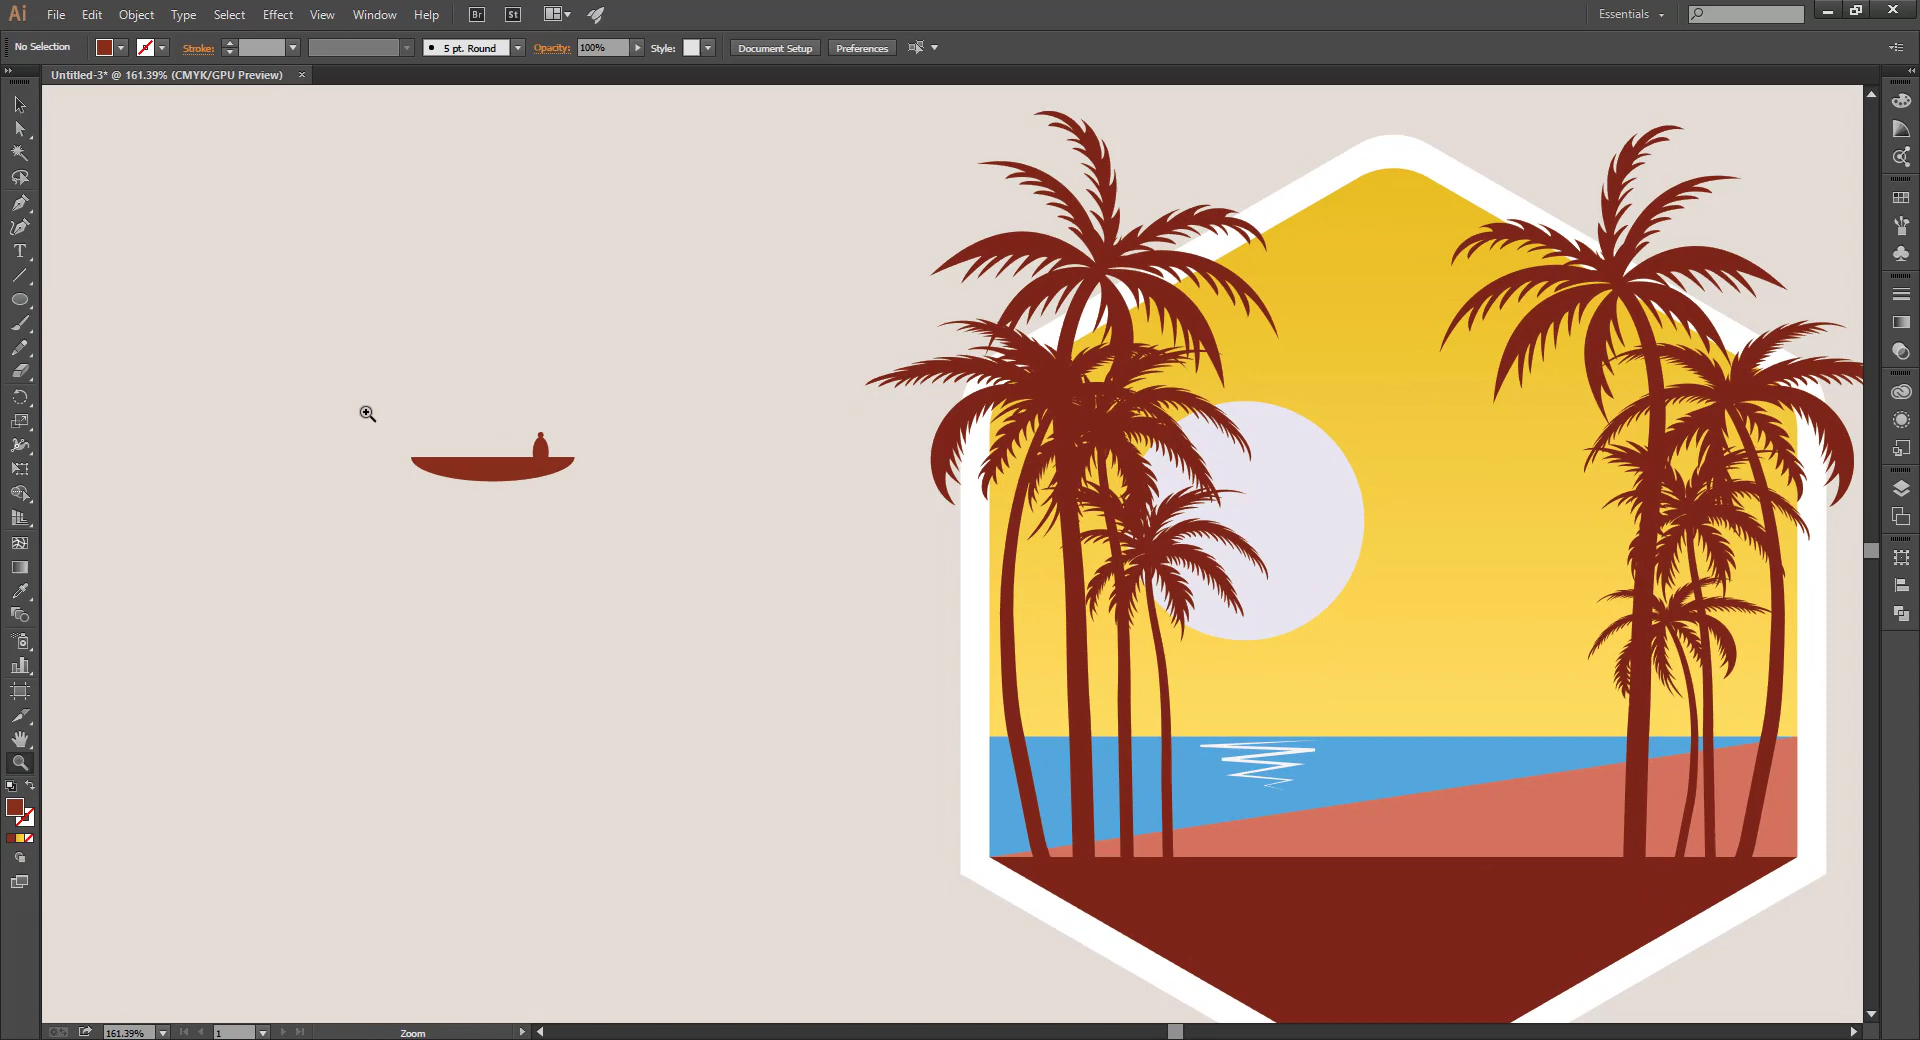 Ai File Edit Object Type Select Effect View Window Help Br St Essentials
No Selection Stroke: 5 pt. Round Opacity: 100% Style: Document Setup Preferences
Untitled-3* @ 161.39% (CMYK/GPU Preview) ×
T
161.39% 1 Zoom